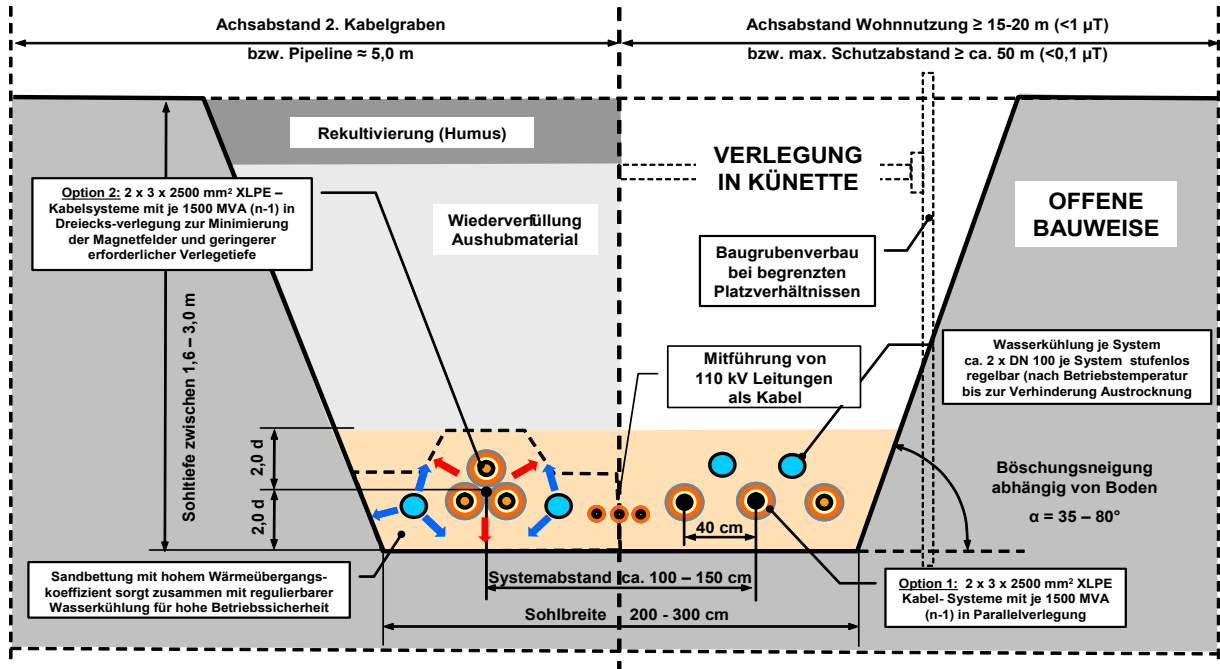 Achsabstand 2. Kabelgraben
bzw. Pipeline ≈ 5,0 m
Achsabstand Wohnnutzung ≥ 15-20 m (<1 µT)
bzw. max. Schutzabstand ≥ ca. 50 m (<0,1 µT)
Rekultivierung (Humus)
VERLEGUNG
IN KÜNETTE
OFFENE
BAUWEISE
Option 2: 2 x 3 x 2500 mm² XLPE –
Kabelsysteme mit je 1500 MVA (n-1) in
Dreiecks-verlegung zur Minimierung
der Magnetfelder und geringerer
erforderlicher Verlegetiefe
Wiederverfüllung
Aushubmaterial
Baugrubenverbau
bei begrenzten
Platzverhältnissen
Sohltiefe zwischen 1,6 – 3,0 m
Mitführung von
110 kV Leitungen
als Kabel
Wasserkühlung je System
ca. 2 x DN 100 je System stufenlos
regelbar (nach Betriebstemperatur
bis zur Verhinderung Austrocknung
2,0 d
2,0 d
Böschungsneigung
abhängig von Boden
α = 35 – 80°
40 cm
Sandbettung mit hohem Wärmeübergangs-
koeffizient sorgt zusammen mit regulierbarer
Wasserkühlung für hohe Betriebssicherheit
Systemabstand ca. 100 – 150 cm
Option 1: 2 x 3 x 2500 mm² XLPE
Kabel- Systeme mit je 1500 MVA
(n-1) in Parallelverlegung
Sohlbreite 200 - 300 cm